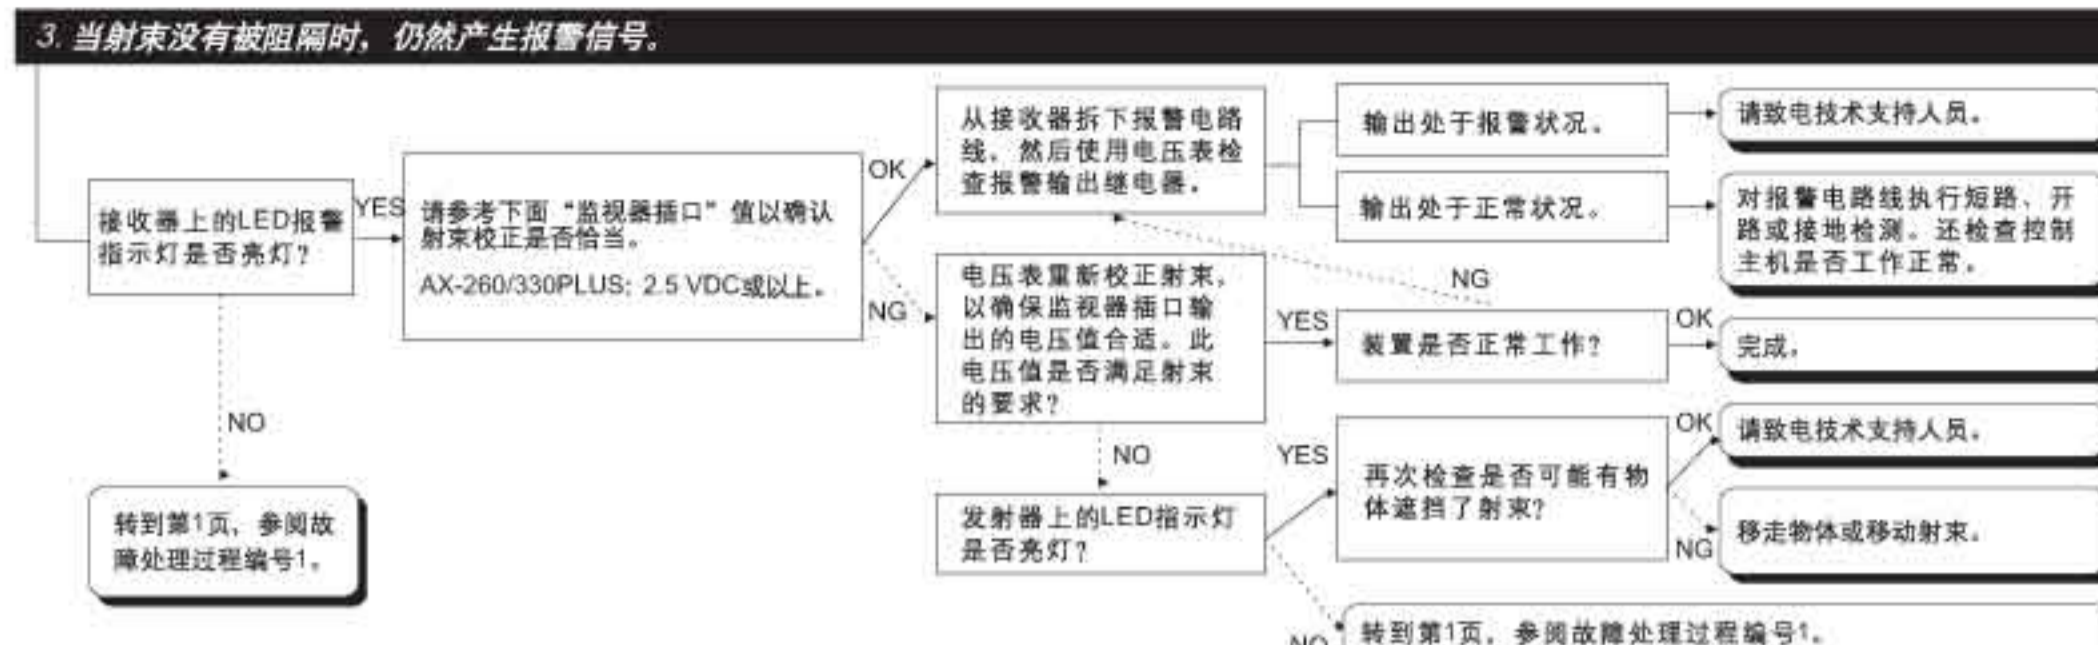 3. 当射束没有被阻隔时，仍然产生报警信号。
接收器上的LED报警
指示灯是否亮灯？
YES
NO
转到第1页，参阅故
障处理过程编号1。
请参考下面“监视器插口”值以确认
射束校正是否恰当。
AX-260/330PLUS: 2.5 VDC或以上。
OK
NG
从接收器拆下报警电路
线，然后使用电压表检
查报警输出继电器。
输出处于报警状况。
请致电技术支持人员。
输出处于正常状况。
对报警电路线执行短路、开
路或接地检测。还检查控制
主机是否工作正常。
电压表重新校正射束，
以确保监视器插口输
出的电压值合适。此
电压值是否满足射束
的要求？
YES
NG
装置是否正常工作？
OK
完成。
NO
发射器上的LED指示灯
是否亮灯？
YES
再次检查是否可能有物
体遮挡了射束？
OK
请致电技术支持人员。
NG
移走物体或移动射束。
NO
转到第1页，参阅故障处理过程编号1。